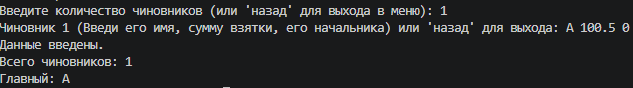 Введите количество чиновников (или 'назад' для выхода в меню): 1
Чиновник 1 (Введи его имя, сумму взятки, его начальника) или 'назад' для выхода: А 100.5 0
Данные введены.
Всего чиновников: 1
Главный: А